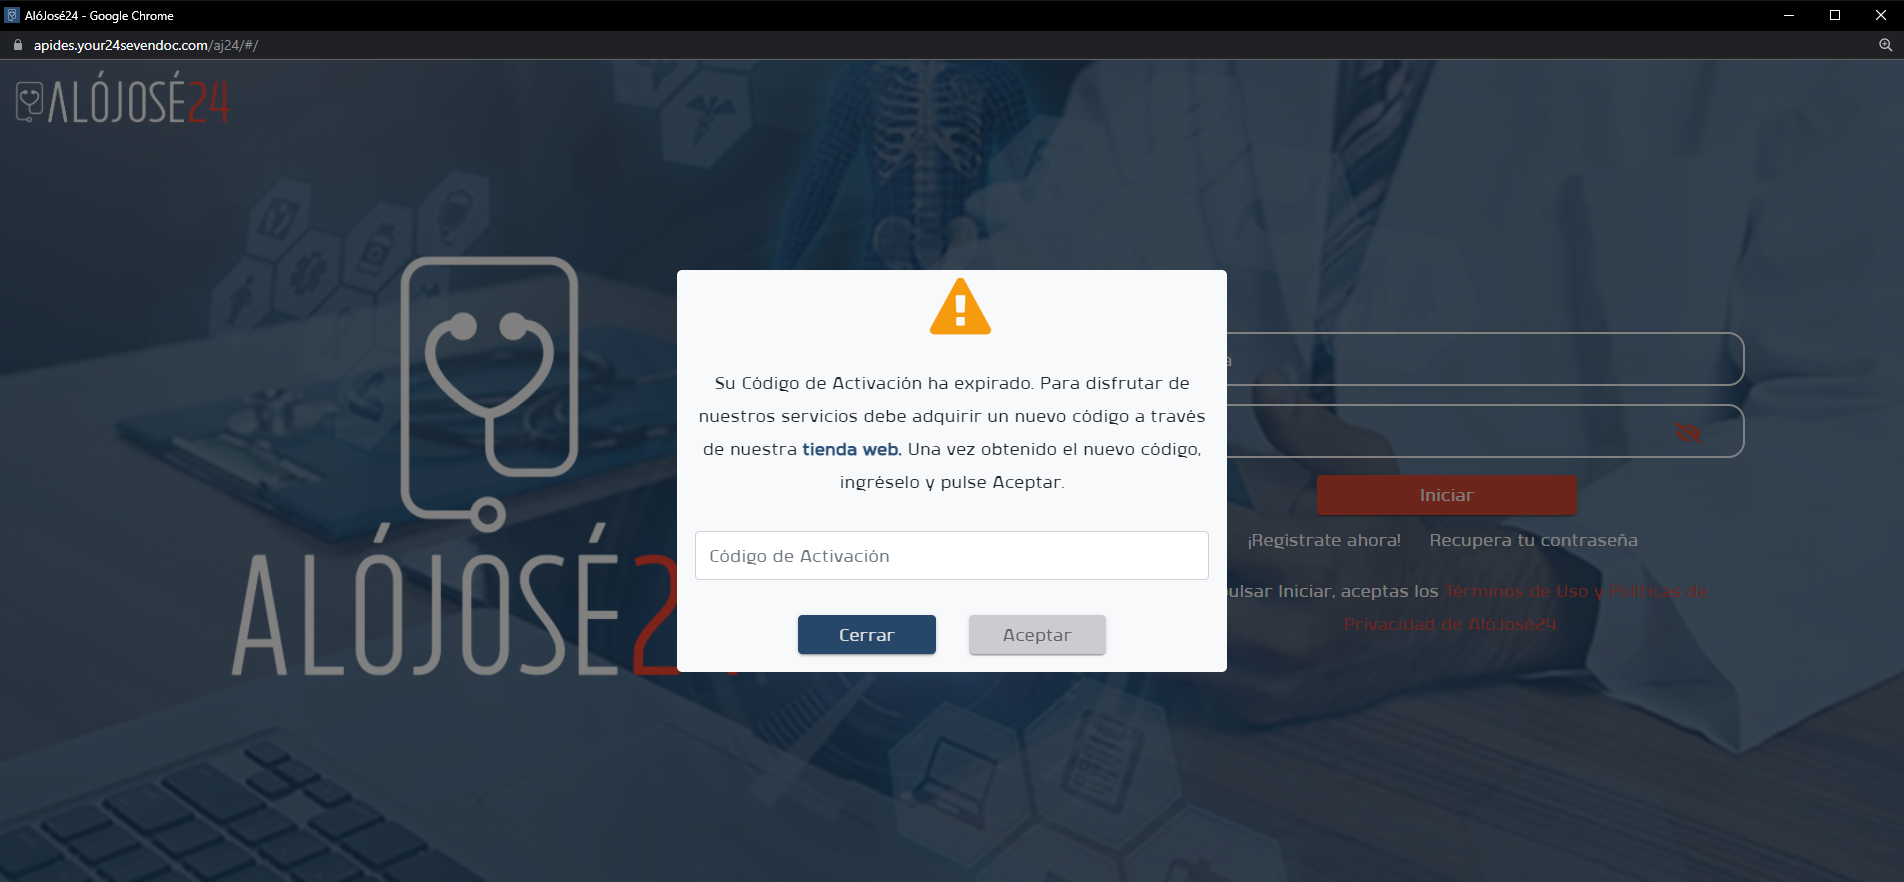 AlóJosé24 - Google Chrome
apides.your24sevendoc.com/aj24/#/
ALÓJOSÉ24
ALÓJOSÉ2
Su Código de Activación ha expirado. Para disfrutar de
nuestros servicios debe adquirir un nuevo código a través
de nuestra tienda web. Una vez obtenido el nuevo código,
ingréselo y pulse Aceptar.
Código de Activación
Cerrar
Aceptar
Iniciar
¡Registrate ahora!
Recupera tu contraseña
ulsar Iniciar, aceptas los Términos de Uso y Políticas de
Privacidad de AlóJosé24.